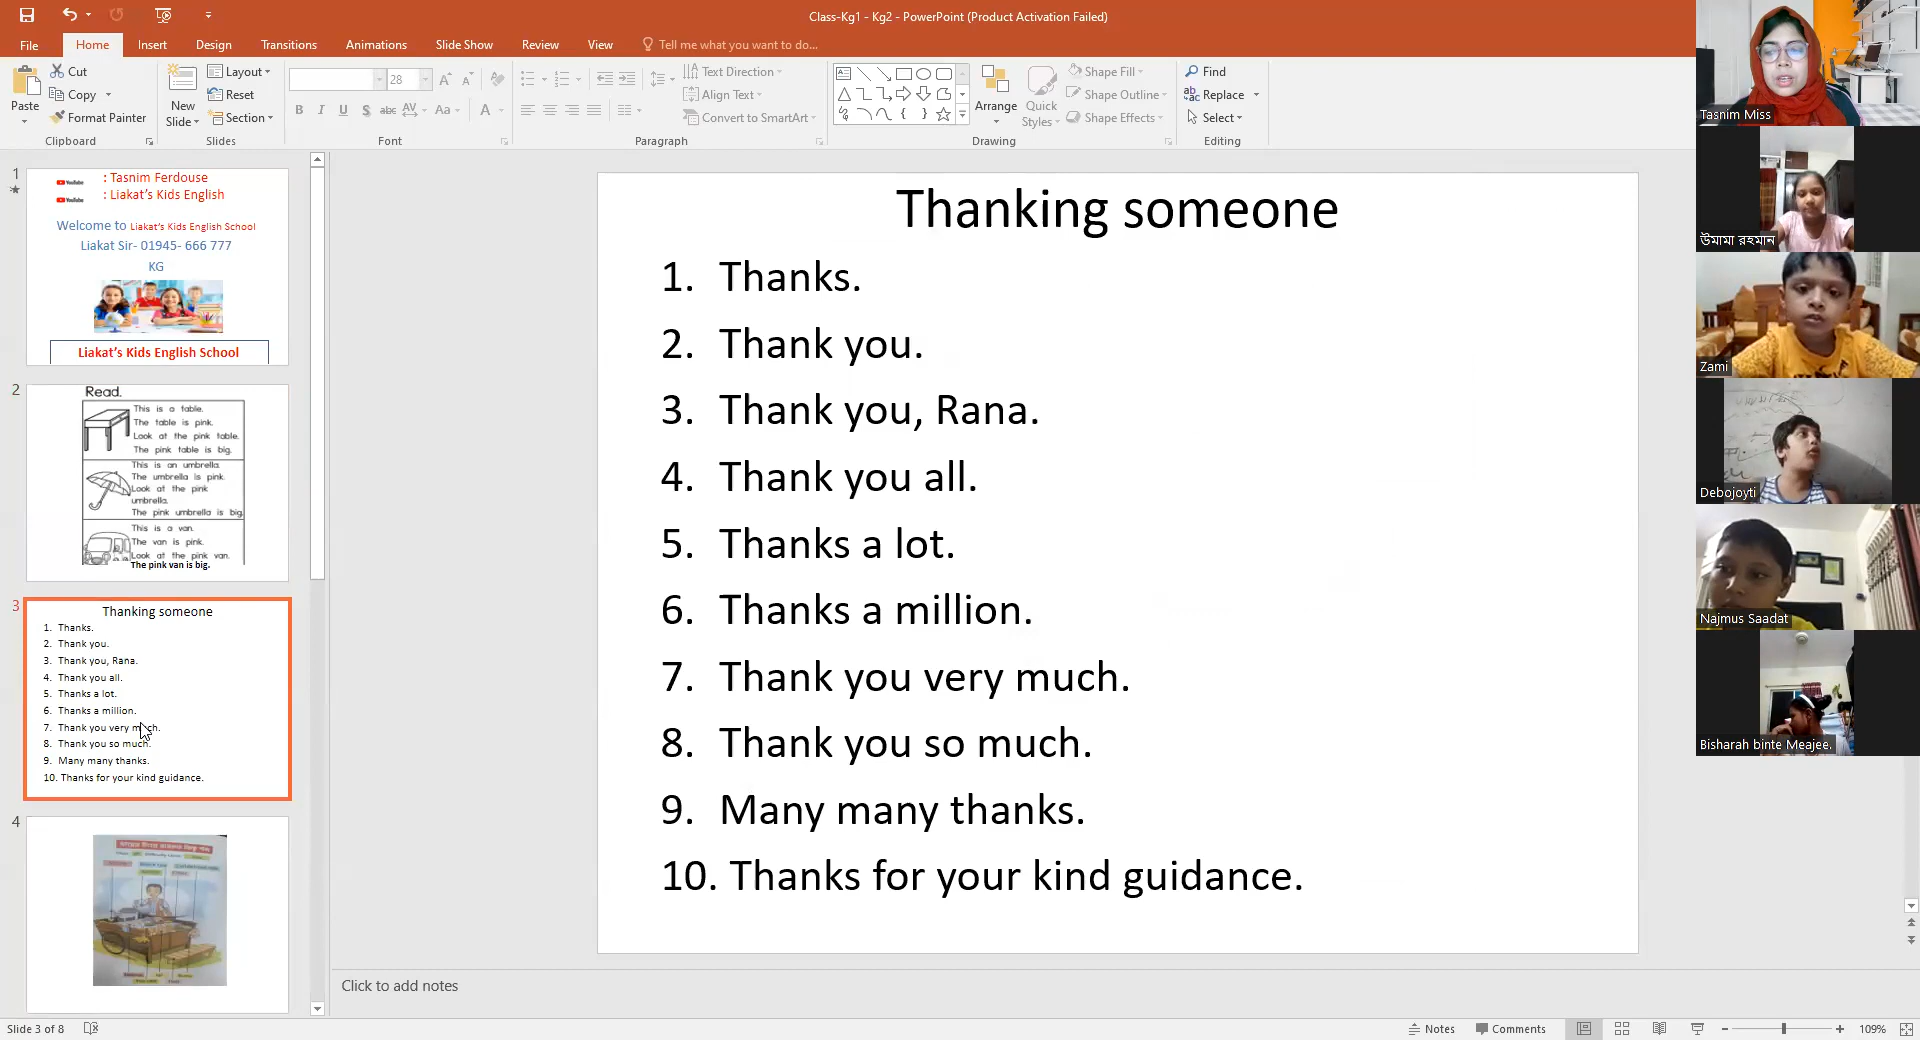 Class-Kg1 - Kg2 - PowerPoint (Product Activation Failed)
File Home Insert Design Transitions Animations Slide Show Review View Tell me what you want to do...
Paste
Cut
Copy
Format Painter
Clipboard
New Slide
Layout
Reset
Section
Slides
28
B I U S abc AV Aa A
Font
Text Direction
Align Text
Convert to SmartArt
Paragraph
Arrange
Quick Styles
Shape Fill
Shape Outline
Shape Effects
Drawing
Find
Replace
Select
Editing
1
YouTube : Tasnim Ferdouse
YouTube : Liakat’s Kids English
Welcome to Liakat’s Kids English School
Liakat Sir- 01945- 666 777
KG
Liakat’s Kids English School
2
Read.
This is a table.
The table is pink.
Look at the pink table.
The pink table is big.
This is an umbrella.
The umbrella is pink.
Look at the pink
umbrella.
The pink umbrella is big.
This is a van.
The van is pink.
Look at the pink van.
The pink van is big.
3
Thanking someone
1. Thanks.
2. Thank you.
3. Thank you, Rana.
4. Thank you all.
5. Thanks a lot.
6. Thanks a million.
7. Thank you very much.
8. Thank you so much.
9. Many many thanks.
10. Thanks for your kind guidance.
4
Thanking someone
1. Thanks.
2. Thank you.
3. Thank you, Rana.
4. Thank you all.
5. Thanks a lot.
6. Thanks a million.
7. Thank you very much.
8. Thank you so much.
9. Many many thanks.
10. Thanks for your kind guidance.
Click to add notes
Tasnim Miss
উমামা রহমান
Zami
Debojoyti
Najmus Saadat
Bisharah binte Meajee.
Slide 3 of 8
Notes Comments 109%